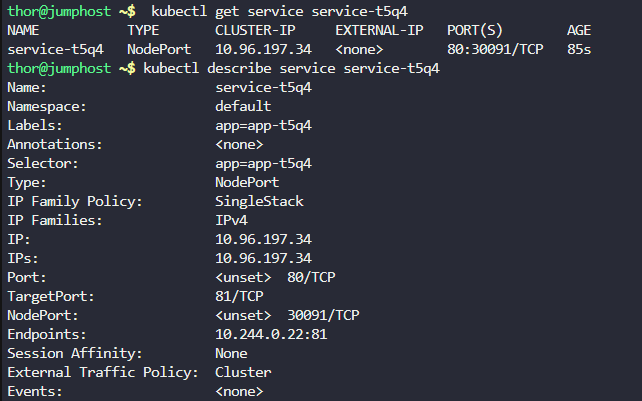 thor@jumphost ~$ kubectl get service service-t5q4
NAME TYPE CLUSTER-IP EXTERNAL-IP PORT(S) AGE
service-t5q4 NodePort 10.96.197.34 <none> 80:30091/TCP 85s
thor@jumphost ~$ kubectl describe service service-t5q4
Name: service-t5q4
Namespace: default
Labels: app=app-t5q4
Annotations: <none>
Selector: app=app-t5q4
Type: NodePort
IP Family Policy: SingleStack
IP Families: IPv4
IP: 10.96.197.34
IPs: 10.96.197.34
Port: <unset> 80/TCP
TargetPort: 81/TCP
NodePort: <unset> 30091/TCP
Endpoints: 10.244.0.22:81
Session Affinity: None
External Traffic Policy: Cluster
Events: <none>